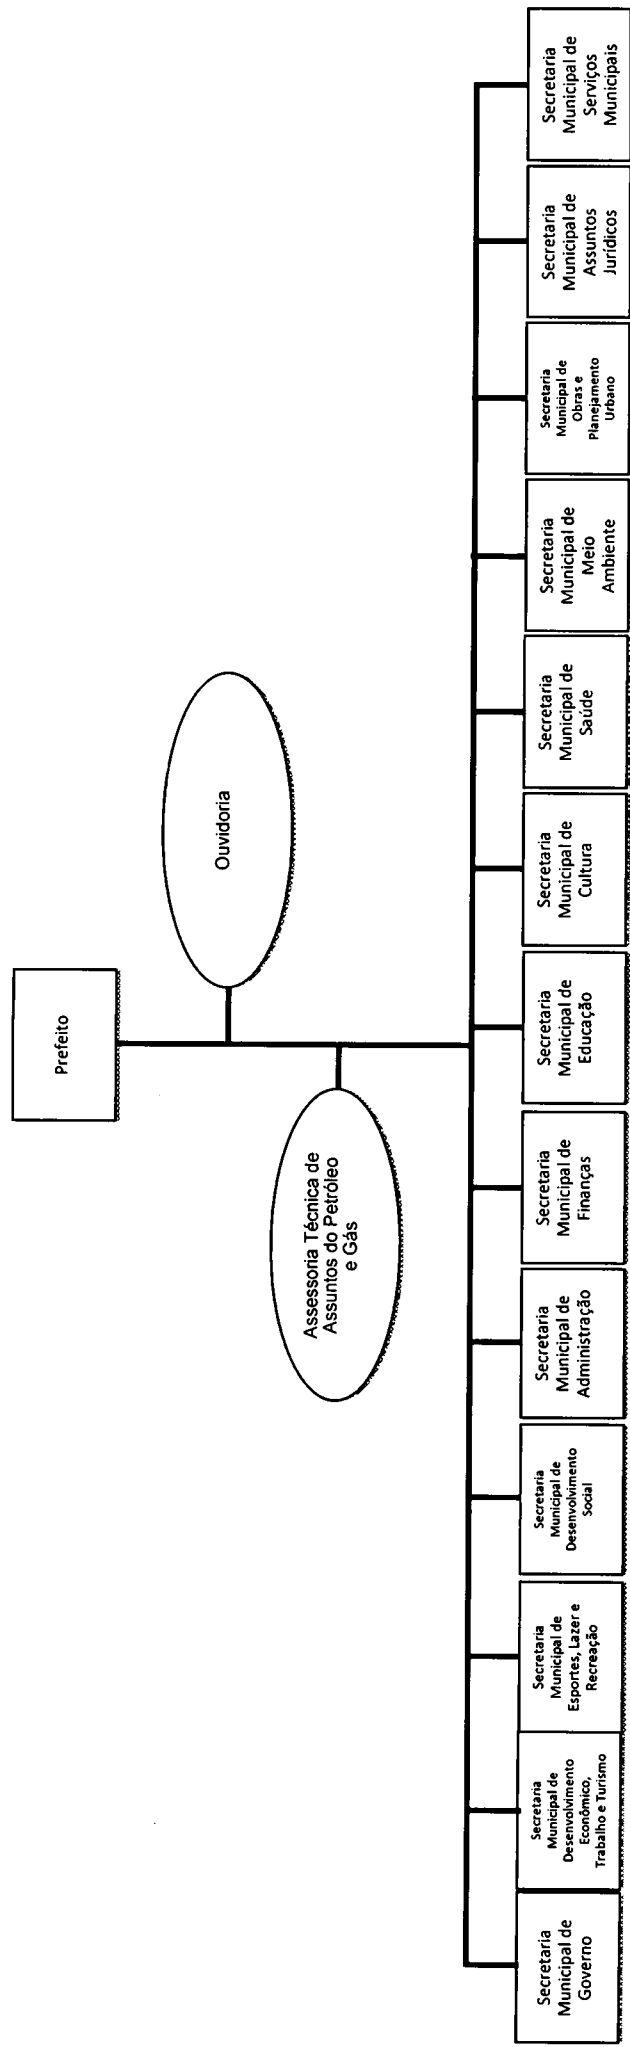 Prefeito
Ouvidoria
Assessoria Técnica de
Assuntos do Petróleo
e Gás
Secretaria
Municipal de
Governo
Secretaria
Municipal de
Desenvolvimento
Econômico,
Trabalho e Turismo
Secretaria
Municipal de
Esportes, Lazer e
Recreação
Secretaria
Municipal de
Desenvolvimento
Social
Secretaria
Municipal de
Administração
Secretaria
Municipal de
Finanças
Secretaria
Municipal de
Educação
Secretaria
Municipal de
Cultura
Secretaria
Municipal de
Saúde
Secretaria
Municipal de
Meio
Ambiente
Secretaria
Municipal de
Obras e
Planejamento
Urbano
Secretaria
Municipal de
Assuntos
Jurídicos
Secretaria
Municipal de
Serviços
Municipais